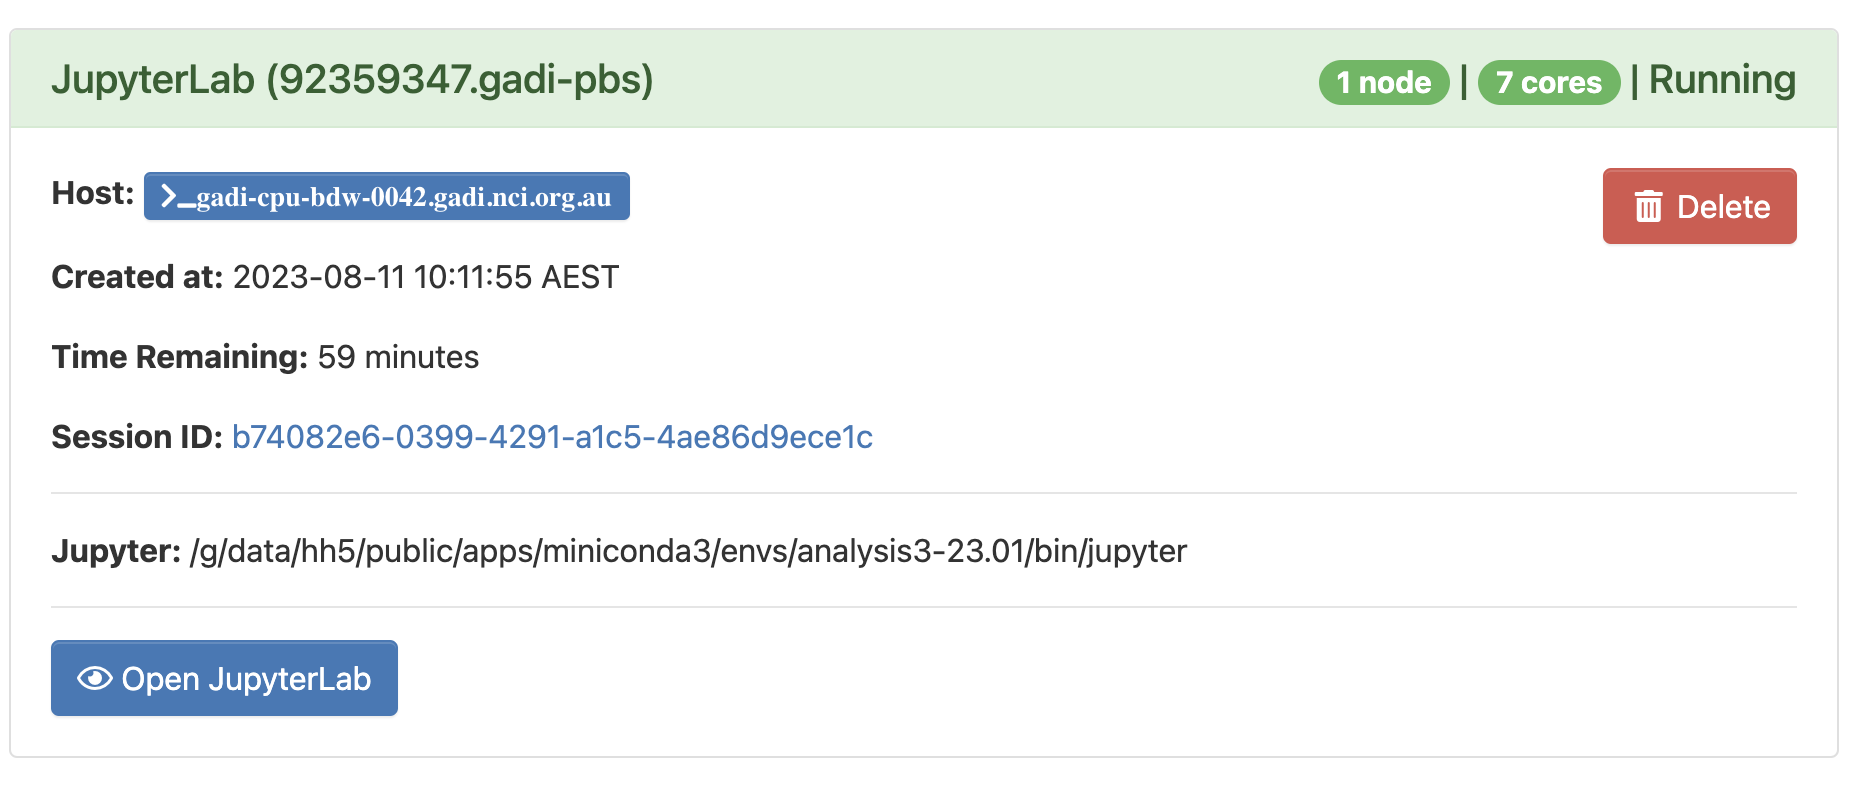 JupyterLab (92359347.gadi-pbs) 1 node | 7 cores | Running
Host: >_gadi-cpu-bdw-0042.gadi.nci.org.au Delete
Created at: 2023-08-11 10:11:55 AEST
Time Remaining: 59 minutes
Session ID: b74082e6-0399-4291-a1c5-4ae86d9ece1c
Jupyter: /g/data/hh5/public/apps/miniconda3/envs/analysis3-23.01/bin/jupyter
Open JupyterLab